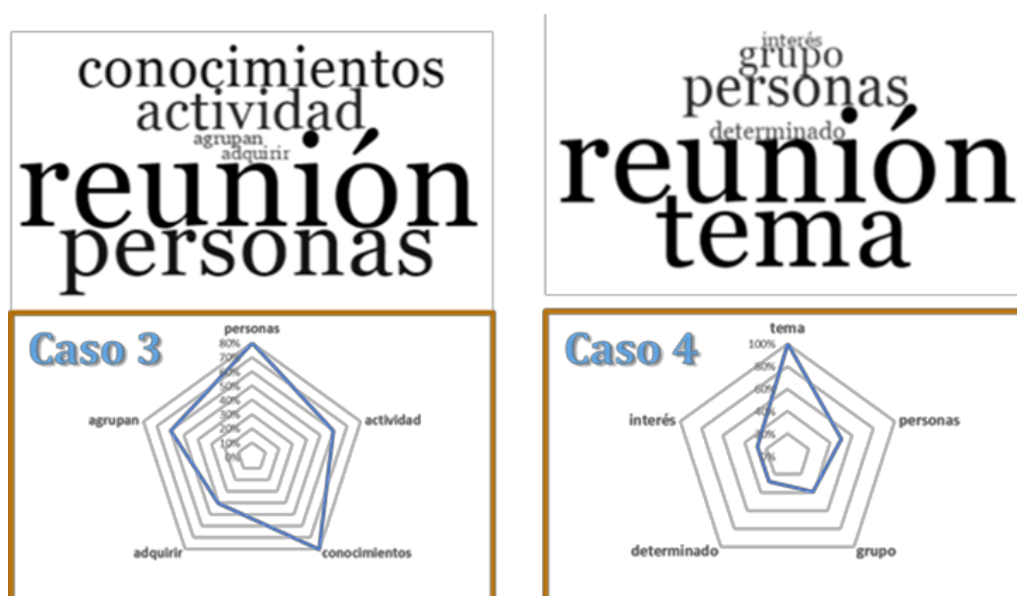 conocimientos
actividad
agrupan
adquirir
reunión
personas
interés
grupo
personas
determinado
reunión
tema
Caso 3
personas
80%
70%
60%
50%
40%
30%
20%
10%
0%
agrupan
actividad
adquirir
conocimientos
Caso 4
tema
100%
80%
60%
40%
20%
0%
interés
personas
determinado
grupo